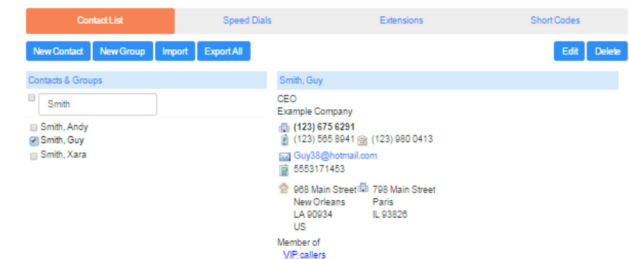 Contact List Speed Dials Extensions Short Codes
New Contact New Group Import Export All Edit Delete
Contacts & Groups
Smith
Smith, Andy
Smith, Guy
Smith, Xara
Smith, Guy
CEO
Example Company
(123) 675 6291
(123) 565 8941 (123) 980 0413
Guy38@hotmail.com
5553171453
968 Main Street 798 Main Street
New Orleans Paris
LA 90934 IL 93826
US
Member of
VIP callers